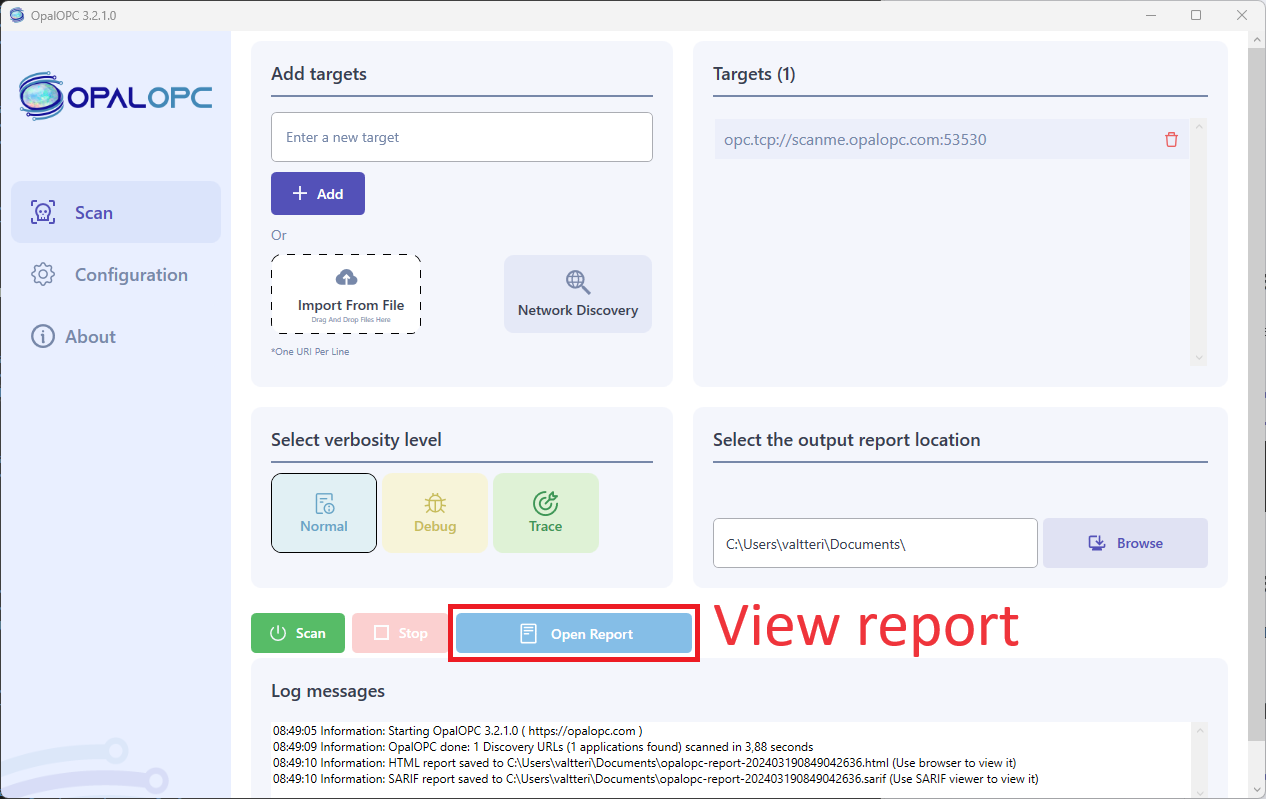 OpalOPC 3.2.1.0
OPALOPC
Scan
Configuration
About
Add targets
Enter a new target
Add
Or
Import From File
Drag And Drop Files Here
*One URI Per Line
Network Discovery
Targets (1)
opc.tcp://scanme.opalopc.com:53530
Select verbosity level
Normal
Debug
Trace
Select the output report location
C:\Users\valtteri\Documents\
Browse
Scan
Stop
Open Report
View report
Log messages
08:49:05 Information: Starting OpalOPC 3.2.1.0 ( https://opalopc.com )
08:49:09 Information: OpalOPC done: 1 Discovery URLs (1 applications found) scanned in 3,88 seconds
08:49:10 Information: HTML report saved to C:\Users\valtteri\Documents\opalopc-report-202403190849042636.html (Use browser to view it)
08:49:10 Information: SARIF report saved to C:\Users\valtteri\Documents\opalopc-report-202403190849042636.sarif (Use SARIF viewer to view it)